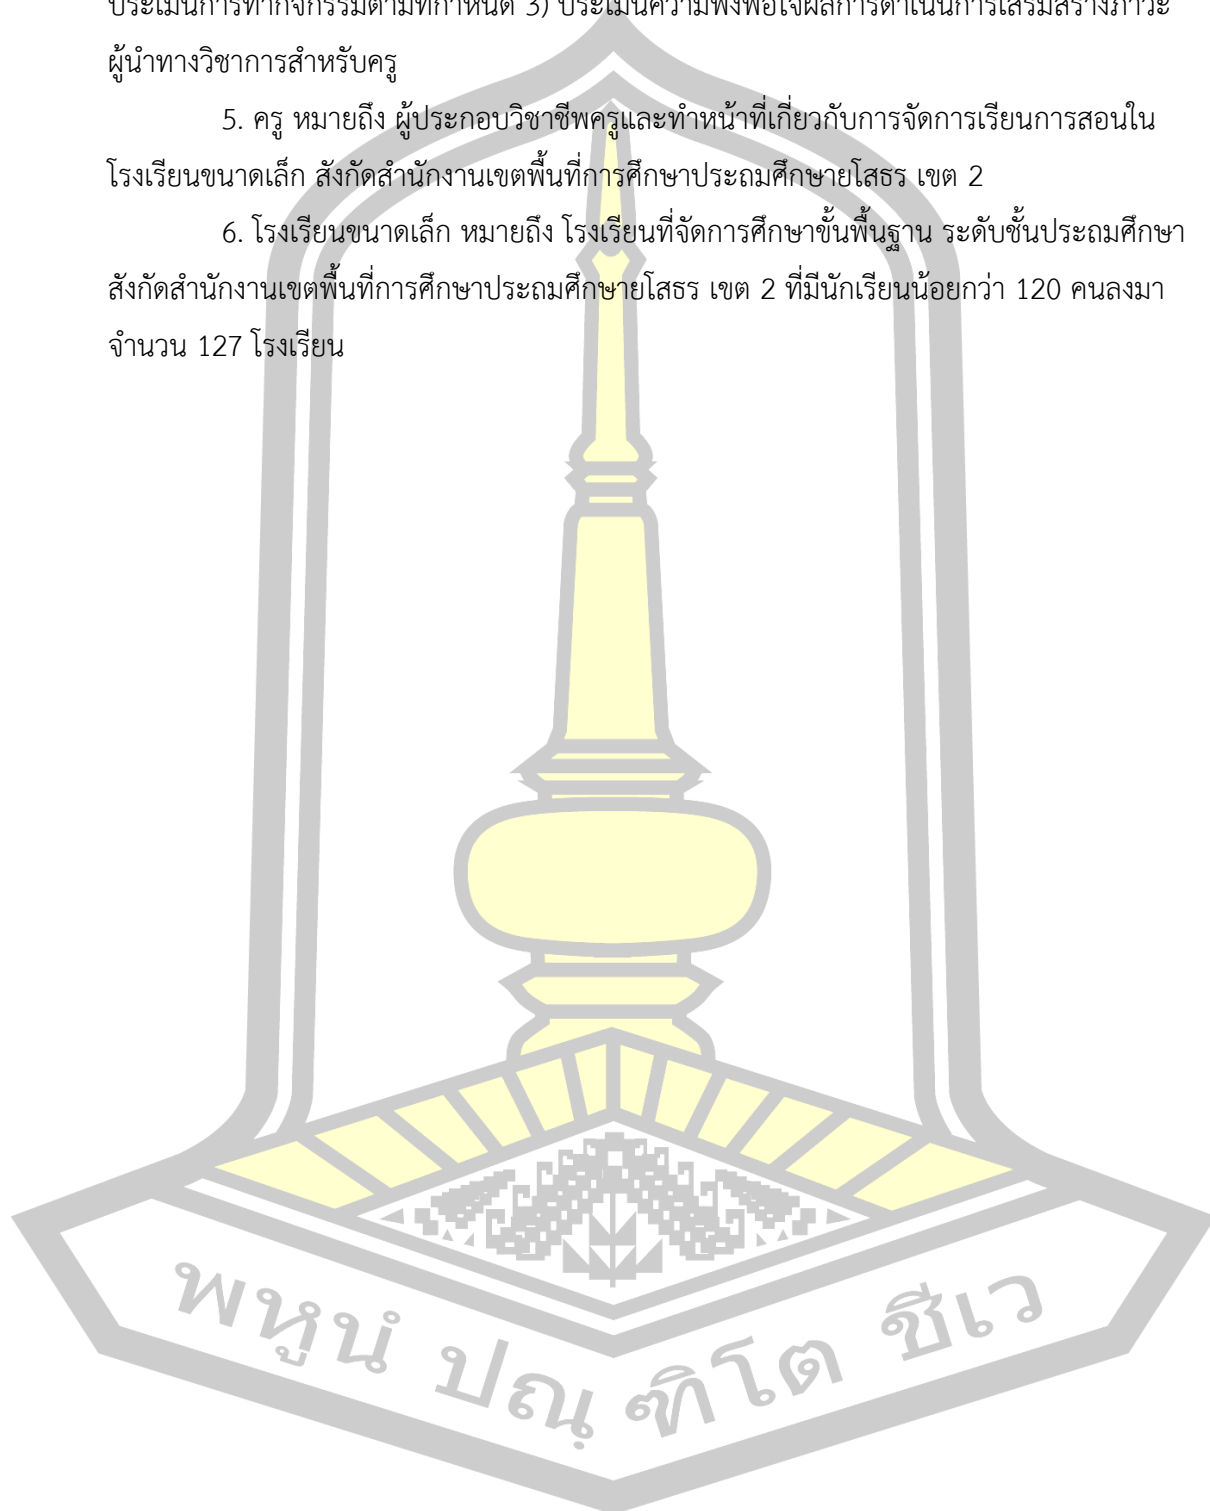 ประเมินการทำกิจกรรมตามที่กำหนด 3) ประเมินความพึงพอใจผลการดำเนินการเสริมสร้างภาวะ
ผู้นำทางวิชาการสำหรับครู
5. ครู หมายถึง ผู้ประกอบวิชาชีพครูและทำหน้าที่เกี่ยวกับการจัดการเรียนการสอนใน
โรงเรียนขนาดเล็ก สังกัดสำนักงานเขตพื้นที่การศึกษาประถมศึกษายโสธร เขต 2
6. โรงเรียนขนาดเล็ก หมายถึง โรงเรียนที่จัดการศึกษาขั้นพื้นฐาน ระดับชั้นประถมศึกษา
สังกัดสำนักงานเขตพื้นที่การศึกษาประถมศึกษายโสธร เขต 2 ที่มีนักเรียนน้อยกว่า 120 คนลงมา
จำนวน 127 โรงเรียน
พหูนํ ปณฺฑิโต ชีเว